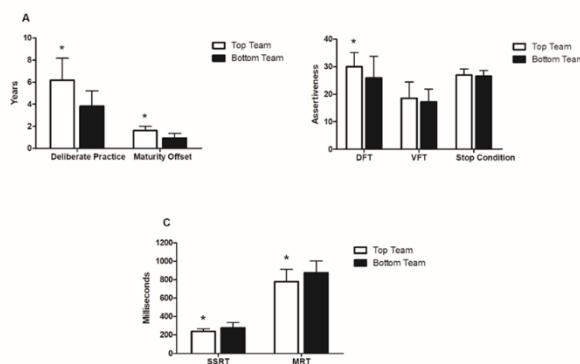 A
*
*
10
8
6
4
2
0
Years
Deliberate Practice
Maturity Offset
Top Team
Bottom Team
*
40
30
20
10
0
Assertiveness
DFT
VFT
Stop Condition
Top Team
Bottom Team
C
*
*
1200
1000
800
600
400
200
0
Milliseconds
SSRT
MRT
Top Team
Bottom Team